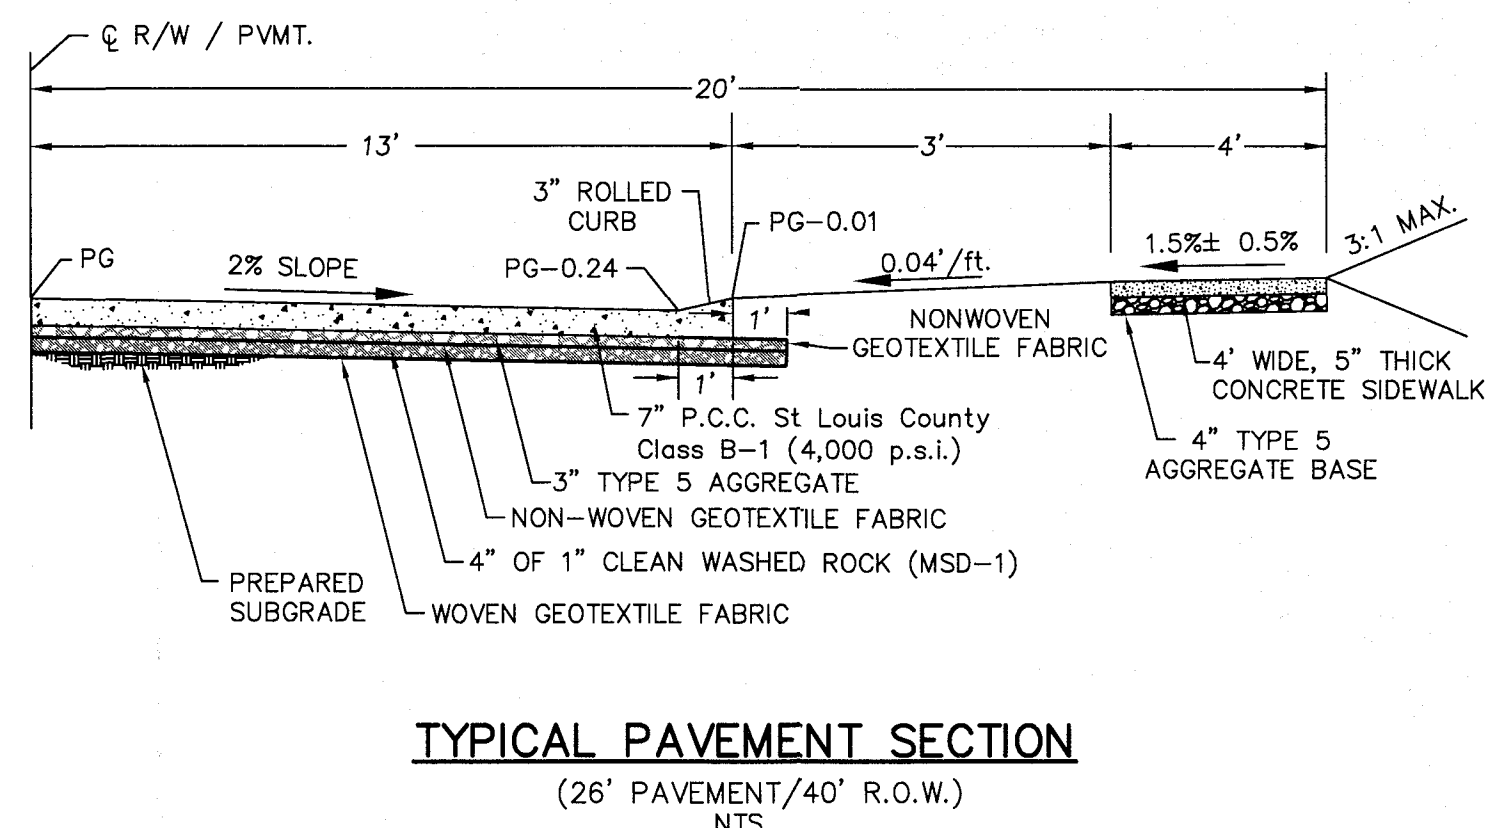 ℄ R/W / PVMT.
20'
13'
3'
4'
3" ROLLED
CURB
PG-0.01
3:1 MAX.
1.5%± 0.5%
PG
2% SLOPE
PG-0.24
0.04'/ft.
1'
NONWOVEN
GEOTEXTILE FABRIC
4' WIDE, 5" THICK
CONCRETE SIDEWALK
1'
7" P.C.C. St Louis County
Class B-1 (4,000 p.s.i.)
4" TYPE 5
AGGREGATE BASE
3" TYPE 5 AGGREGATE
NON-WOVEN GEOTEXTILE FABRIC
4" OF 1" CLEAN WASHED ROCK (MSD-1)
PREPARED
SUBGRADE
WOVEN GEOTEXTILE FABRIC
TYPICAL PAVEMENT SECTION
(26' PAVEMENT/40' R.O.W.)
NTS